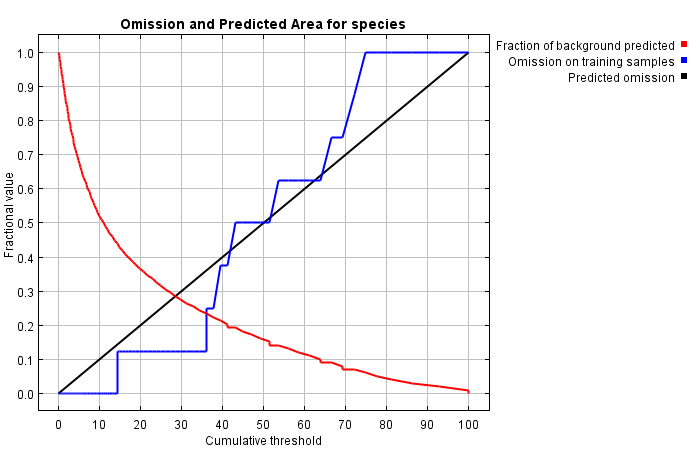 Omission and Predicted Area for species
Fraction of background predicted
Omission on training samples
Predicted omission
Fractional value
1.0
0.9
0.8
0.7
0.6
0.5
0.4
0.3
0.2
0.1
0.0
0 10 20 30 40 50 60 70 80 90 100
Cumulative threshold